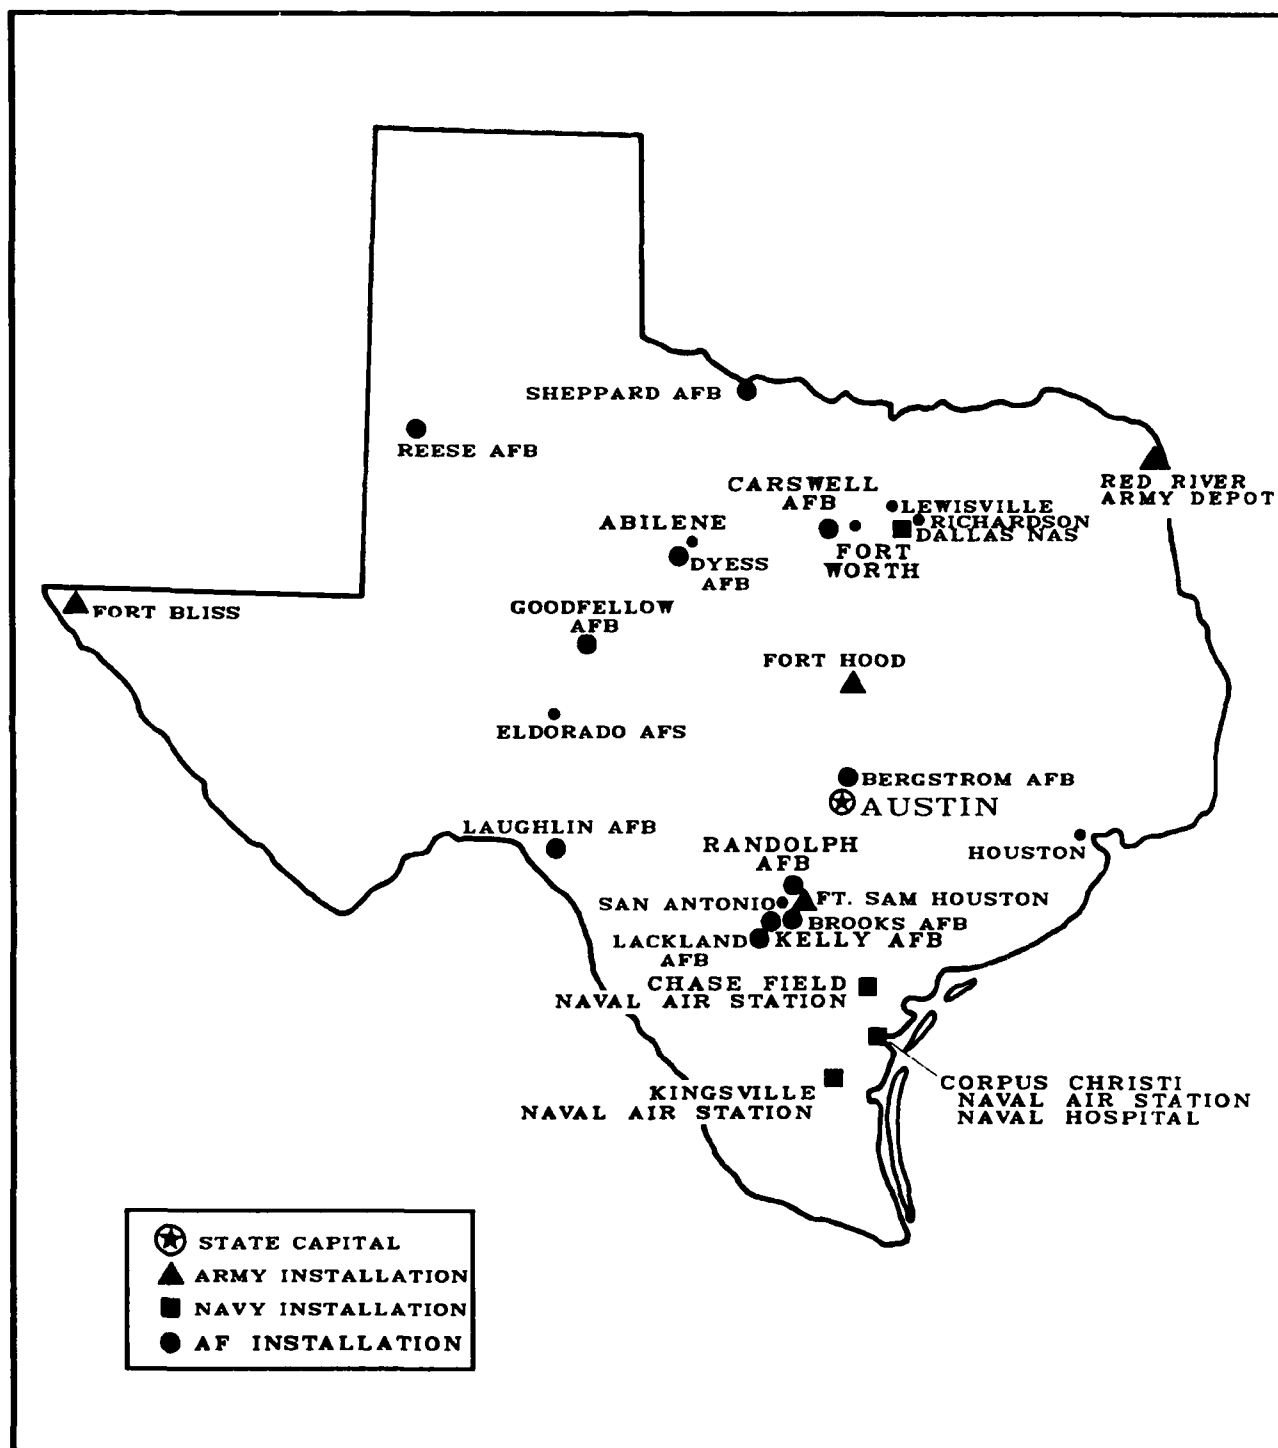 SHEPPARD AFB
REESE AFB
RED RIVER
ARMY DEPOT
CARSWELL
AFB
LEWISVILLE
RICHARDSON
DALLAS NAS
ABILENE
FORT
WORTH
DYESS
AFB
FORT BLISS
GOODFELLOW
AFB
FORT HOOD
ELDORADO AFS
BERGSTROM AFB
AUSTIN
LAUGHLIN AFB
RANDOLPH
AFB
HOUSTON
SAN ANTONIO
FT. SAM HOUSTON
BROOKS AFB
LACKLAND
AFB
KELLY AFB
CHASE FIELD
NAVAL AIR STATION
KINGSVILLE
NAVAL AIR STATION
CORPUS CHRISTI
NAVAL AIR STATION
NAVAL HOSPITAL
STATE CAPITAL
ARMY INSTALLATION
NAVY INSTALLATION
AF INSTALLATION